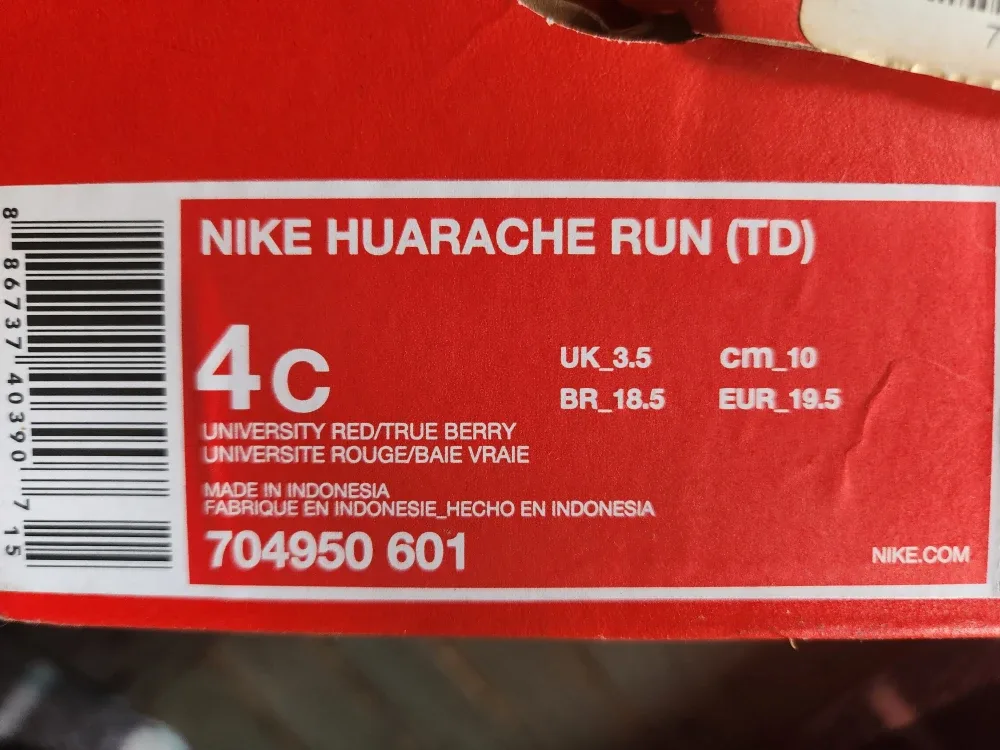 NIKE HUARACHE RUN (TD)
4C
UK_3.5 cm_10
BR_18.5 EUR_19.5
UNIVERSITY RED/TRUE BERRY
UNIVERSITE ROUGE/BAIE VRAIE
MADE IN INDONESIA
FABRIQUE EN INDONESIE_HECHO EN INDONESIA
704950 601
NIKE.COM
8 86737 40390 7 15